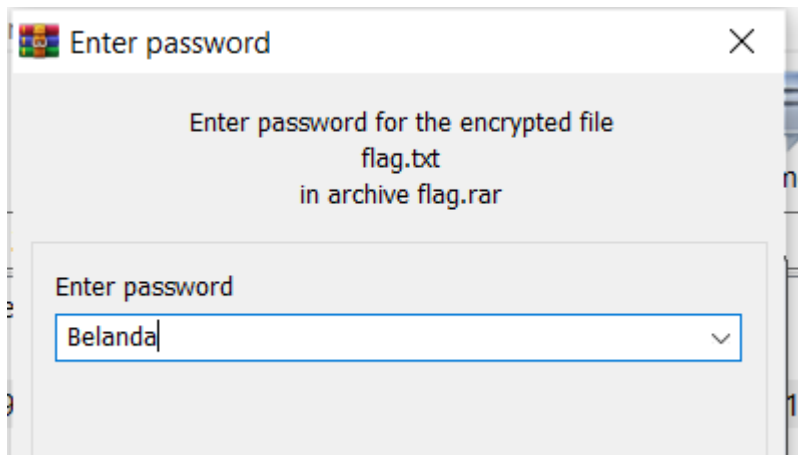 Enter password
Enter password for the encrypted file
flag.txt
in archive flag.rar
Enter password
Belanda